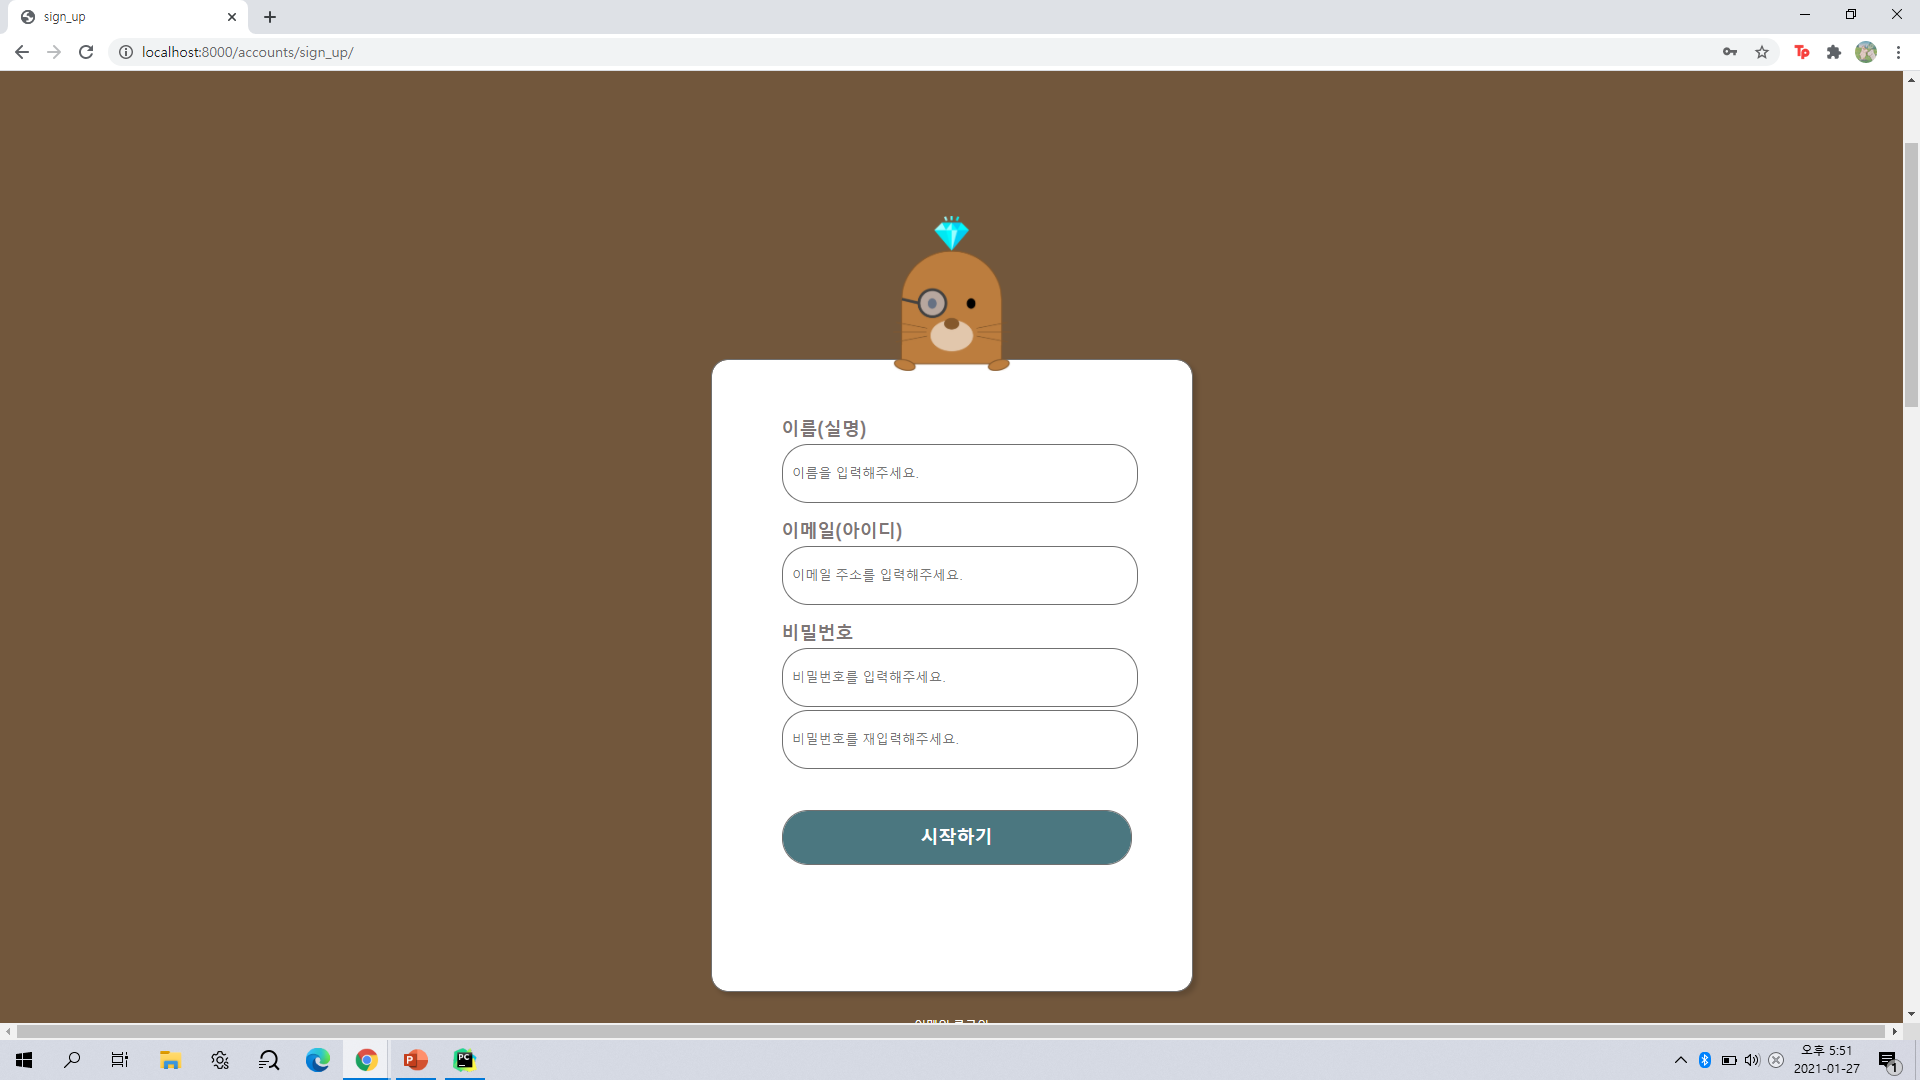 sign_up
localhost:8000/accounts/sign_up/
Tp
이름(실명)
이름을 입력해주세요.
이메일(아이디)
이메일 주소를 입력해주세요.
비밀번호
비밀번호를 입력해주세요.
비밀번호를 재입력해주세요.
시작하기
P
PC
오후 5:51
2021-01-27
1